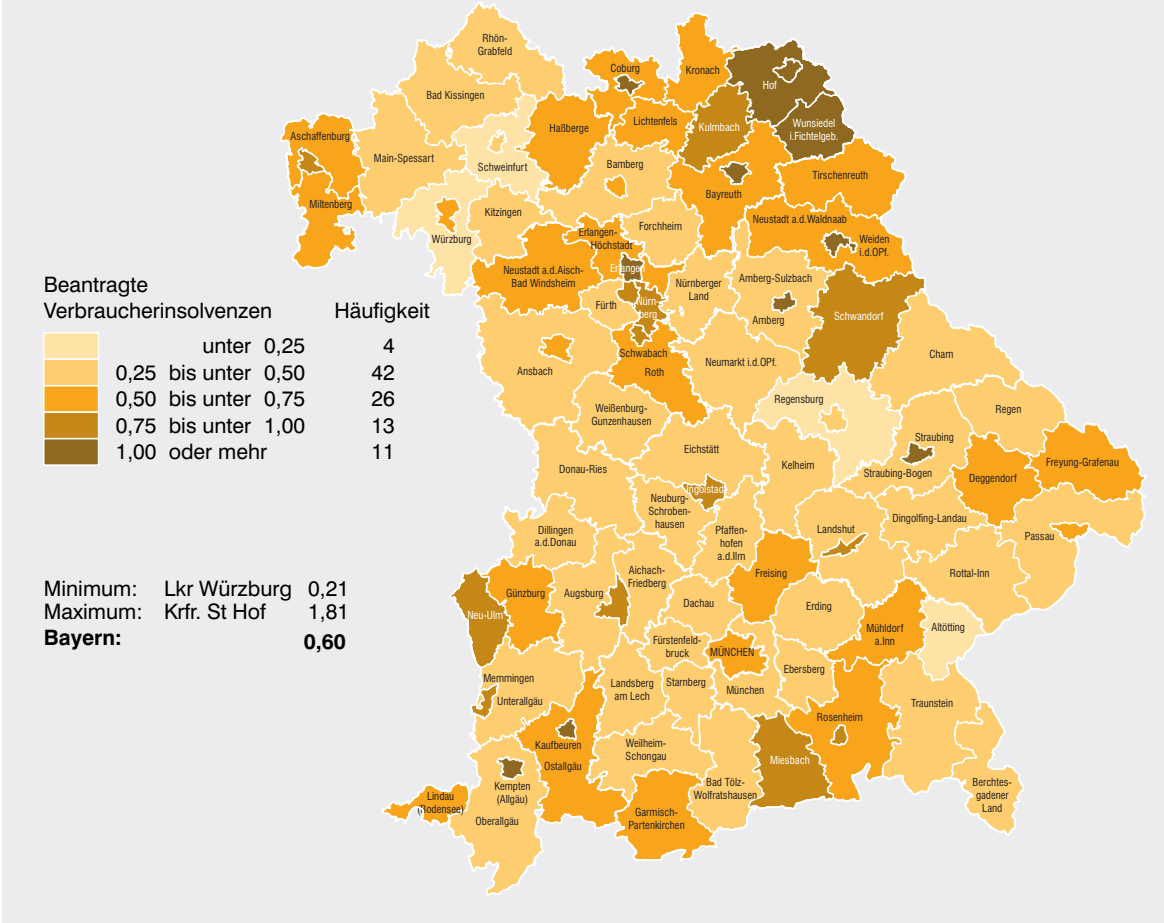 Rhön-
Grabfeld
Coburg
Kronach
Hof
Bad Kissingen
Aschaffenburg
Haßberge
Lichtenfels
Kulmbach
Wunsiedel
i.Fichtelgeb.
Main-Spessart
Schweinfurt
Bamberg
Tirschenreuth
Miltenberg
Bayreuth
Kitzingen
Neustadt a.d.Waldnaab
Würzburg
Erlangen-
Höchstadt
Forchheim
Weiden
i.d.OPf.
Neustadt a.d.Aisch-
Bad Windsheim
Erlangen
Nürnberger
Land
Amberg-Sulzbach
Fürth
Nürn-
berg
Amberg
Schwandorf
Beantragte
Verbraucherinsolvenzen Häufigkeit
unter 0,25 4
0,25 bis unter 0,50 42
0,50 bis unter 0,75 26
0,75 bis unter 1,00 13
1,00 oder mehr 11
Ansbach
Schwabach
Roth
Neumarkt i.d.OPf.
Cham
Weißenburg-
Gunzenhausen
Regensburg
Regen
Eichstätt
Straubing
Donau-Ries
Kelheim
Straubing-Bogen
Deggendorf
Freyung-Grafenau
Ingolstadt
Neuburg-
Schroben-
hausen
Dillingen
a.d.Donau
Pfaffen-
hofen
a.d.Ilm
Landshut
Dingolfing-Landau
Passau
Minimum: Lkr Würzburg 0,21
Maximum: Krfr. St Hof 1,81
Bayern: 0,60
Neu-Ulm
Günzburg
Augsburg
Aichach-
Friedberg
Freising
Rottal-Inn
Dachau
Erding
Mühldorf
a.Inn
Altötting
Fürstenfeld-
bruck
MÜNCHEN
Ebersberg
Memmingen
Unterallgäu
Landsberg
am Lech
Starnberg
München
Traunstein
Kaufbeuren
Ostallgäu
Weilheim-
Schongau
Rosenheim
Miesbach
Kempten
(Allgäu)
Bad Tölz-
Wolfratshausen
Berchtes-
gadener
Land
Lindau
(Bodensee)
Oberallgäu
Garmisch-
Partenkirchen